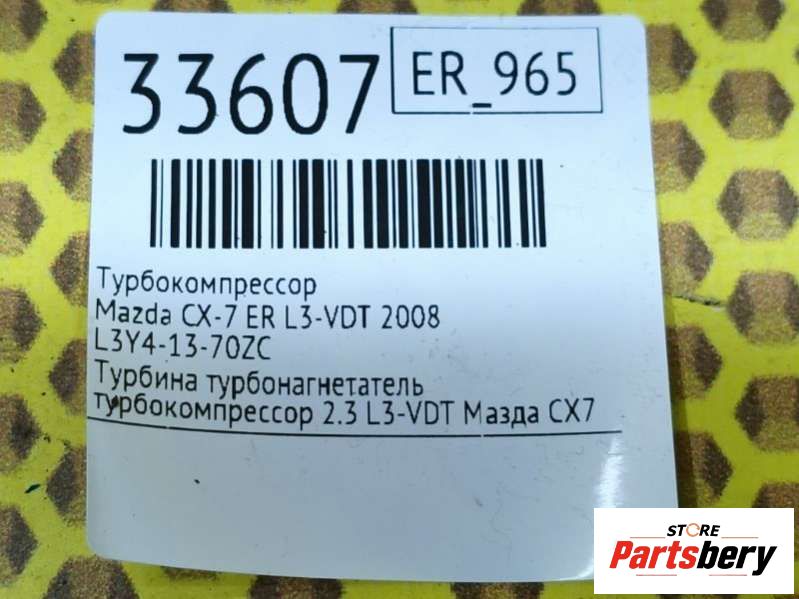 33607
ER_965
Турбокомпрессор
Mazda CX-7 ER L3-VDT 2008
L3Y4-13-70ZC
Турбина турбонагнетатель
турбокомпрессор 2.3 L3-VDT Мазда CX7
STORE
Partsbery